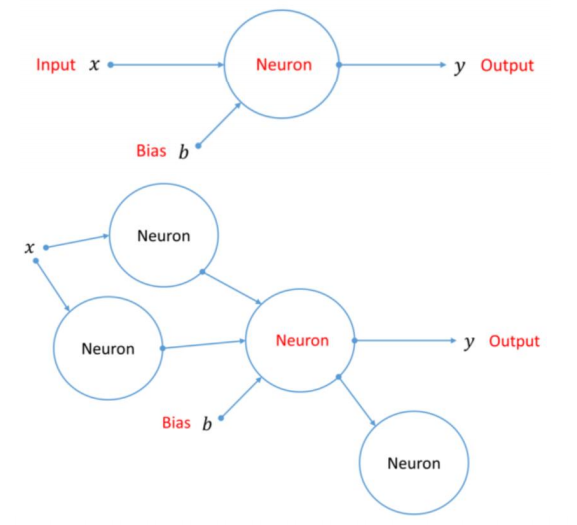 Input x Neuron y Output
Bias b
Neuron
x
Neuron
Neuron y Output
Bias b
Neuron